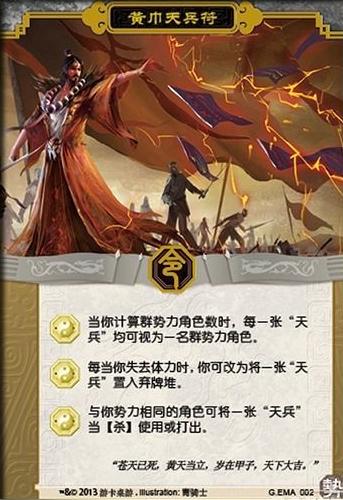 黄巾天兵符
令
当你计算群势力角色数时，每一张“天
兵”均可视为一名群势力角色。
每当你失去体力时，你可改为将一张“天
兵”置入弃牌堆。
与你势力相同的角色可将一张“天兵”
当【杀】使用或打出。
“苍天已死，黄天当立，岁在甲子，天下大吉。”
™&© 2013 游卡桌游 . illustration: 青骑士
G.EMA 002
勢